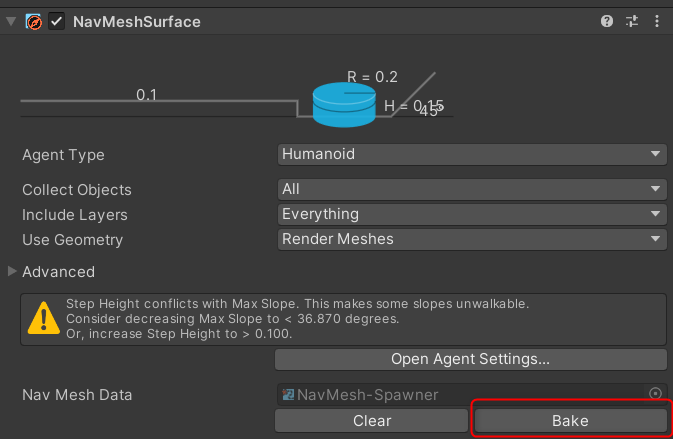 NavMeshSurface
R = 0.2
0.1
H = 0.15
45°
Agent Type
Humanoid
Collect Objects
All
Include Layers
Everything
Use Geometry
Render Meshes
Advanced
Step Height conflicts with Max Slope. This makes some slopes unwalkable.
Consider decreasing Max Slope to < 36.870 degrees.
Or, increase Step Height to > 0.100.
Open Agent Settings...
Nav Mesh Data
NavMesh-Spawner
Clear
Bake